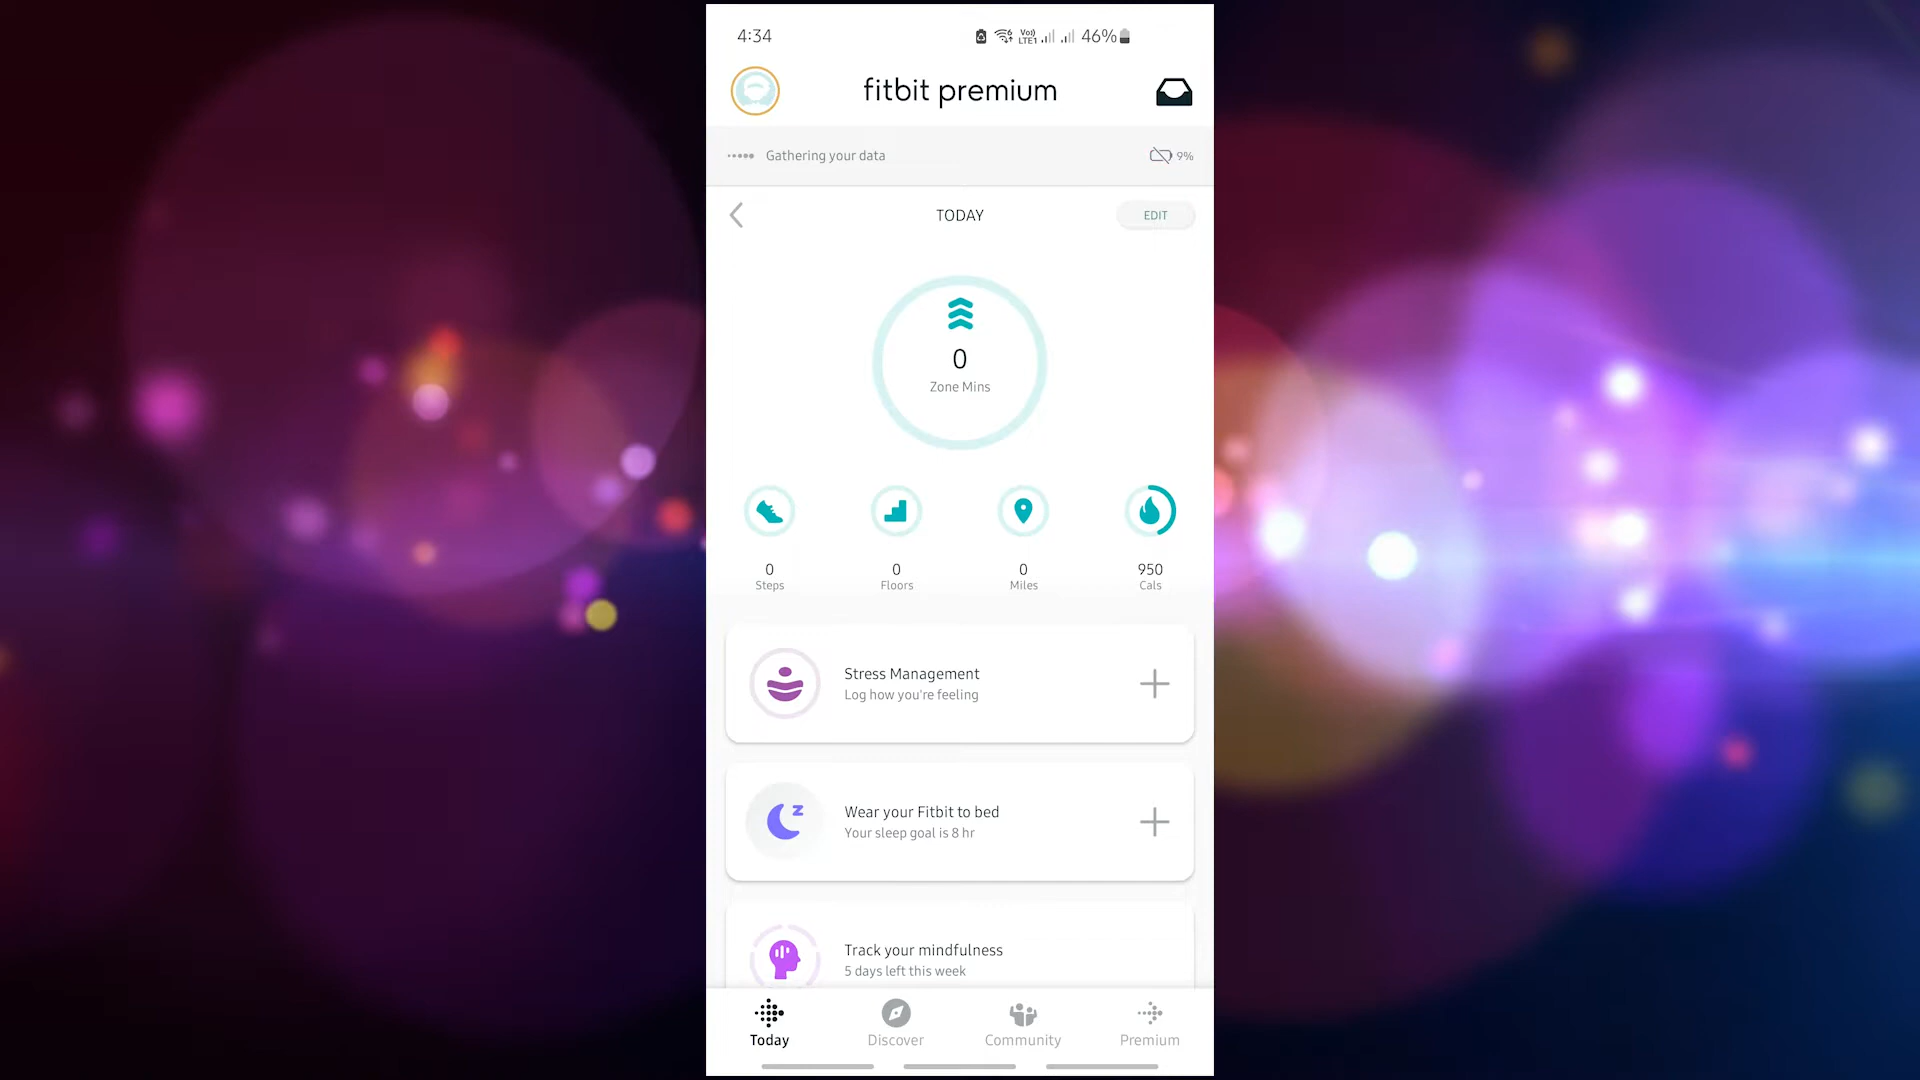 4:34
Vo) LTE1 46%
fitbit premium
Gathering your data
9%
TODAY
EDIT
0
Zone Mins
0 0 0 950
Steps Floors Miles Cals
Stress Management
Log how you're feeling
Wear your Fitbit to bed
Your sleep goal is 8 hr
Track your mindfulness
5 days left this week
Today Discover Community Premium